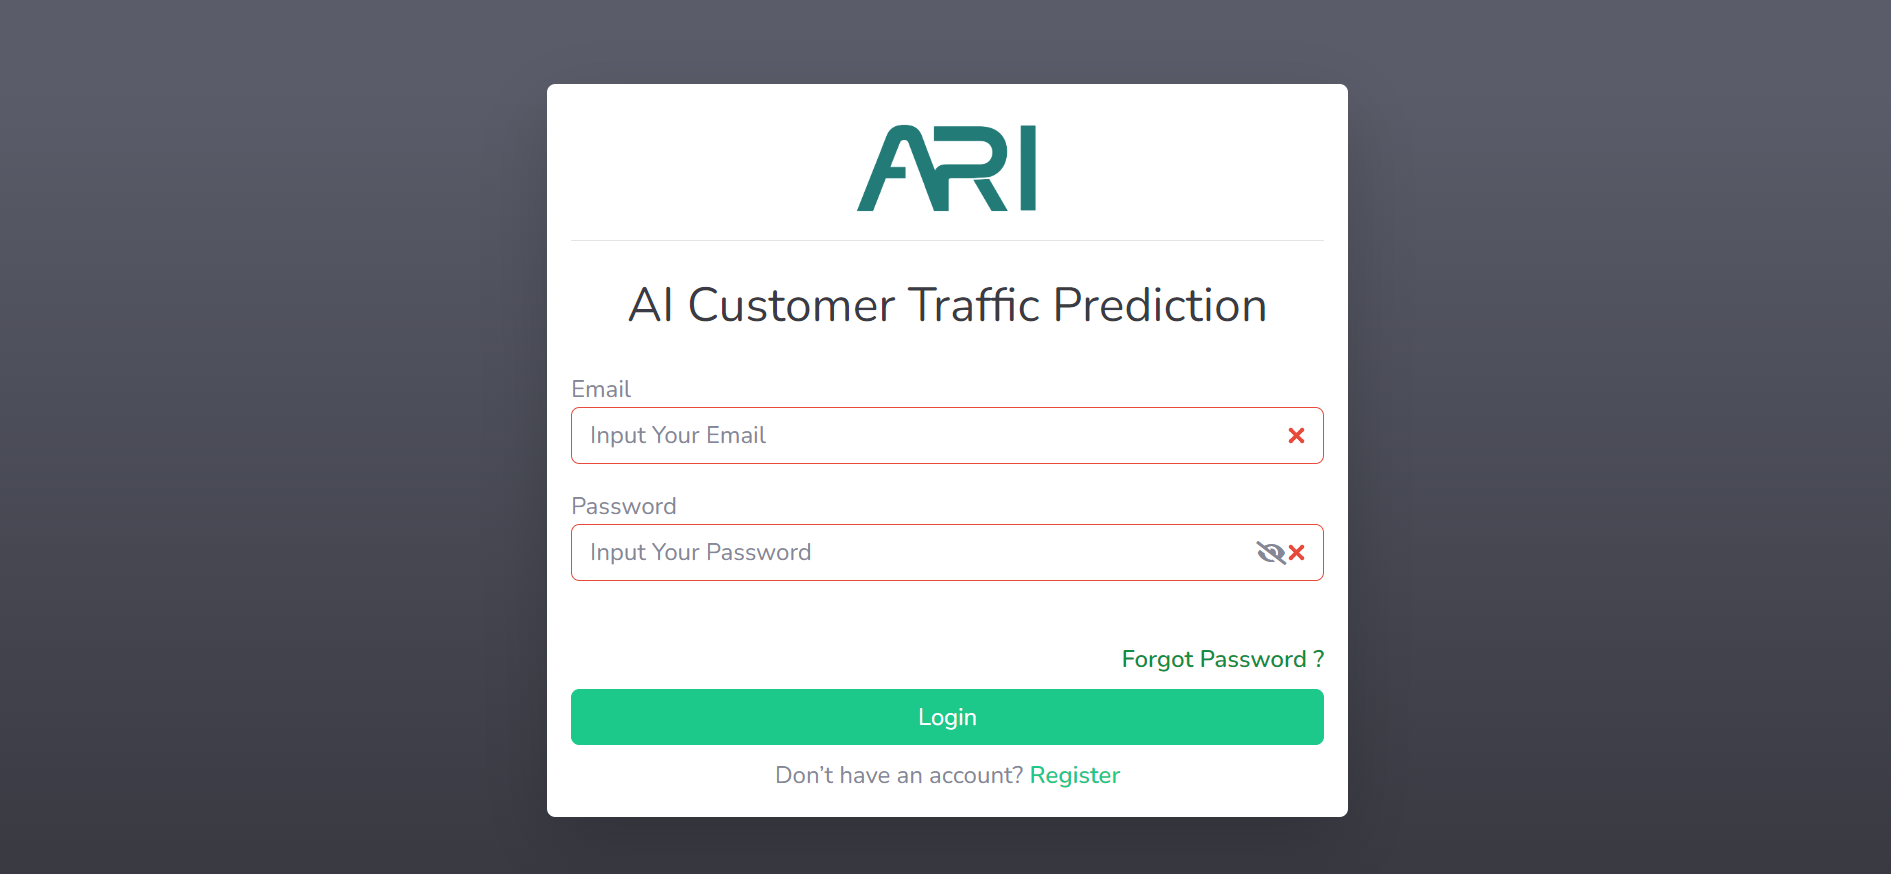 ARI
AI Customer Traffic Prediction
Email
Input Your Email
Password
Input Your Password
Forgot Password ?
Login
Don’t have an account? Register